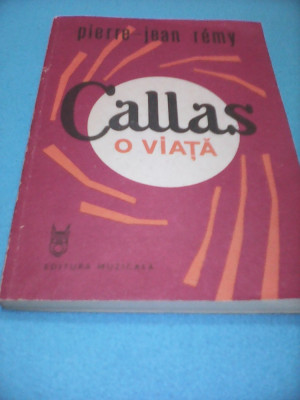 pierre-jean rémy
Callas
O VIAȚĂ
EDITURA MUZICALĂ